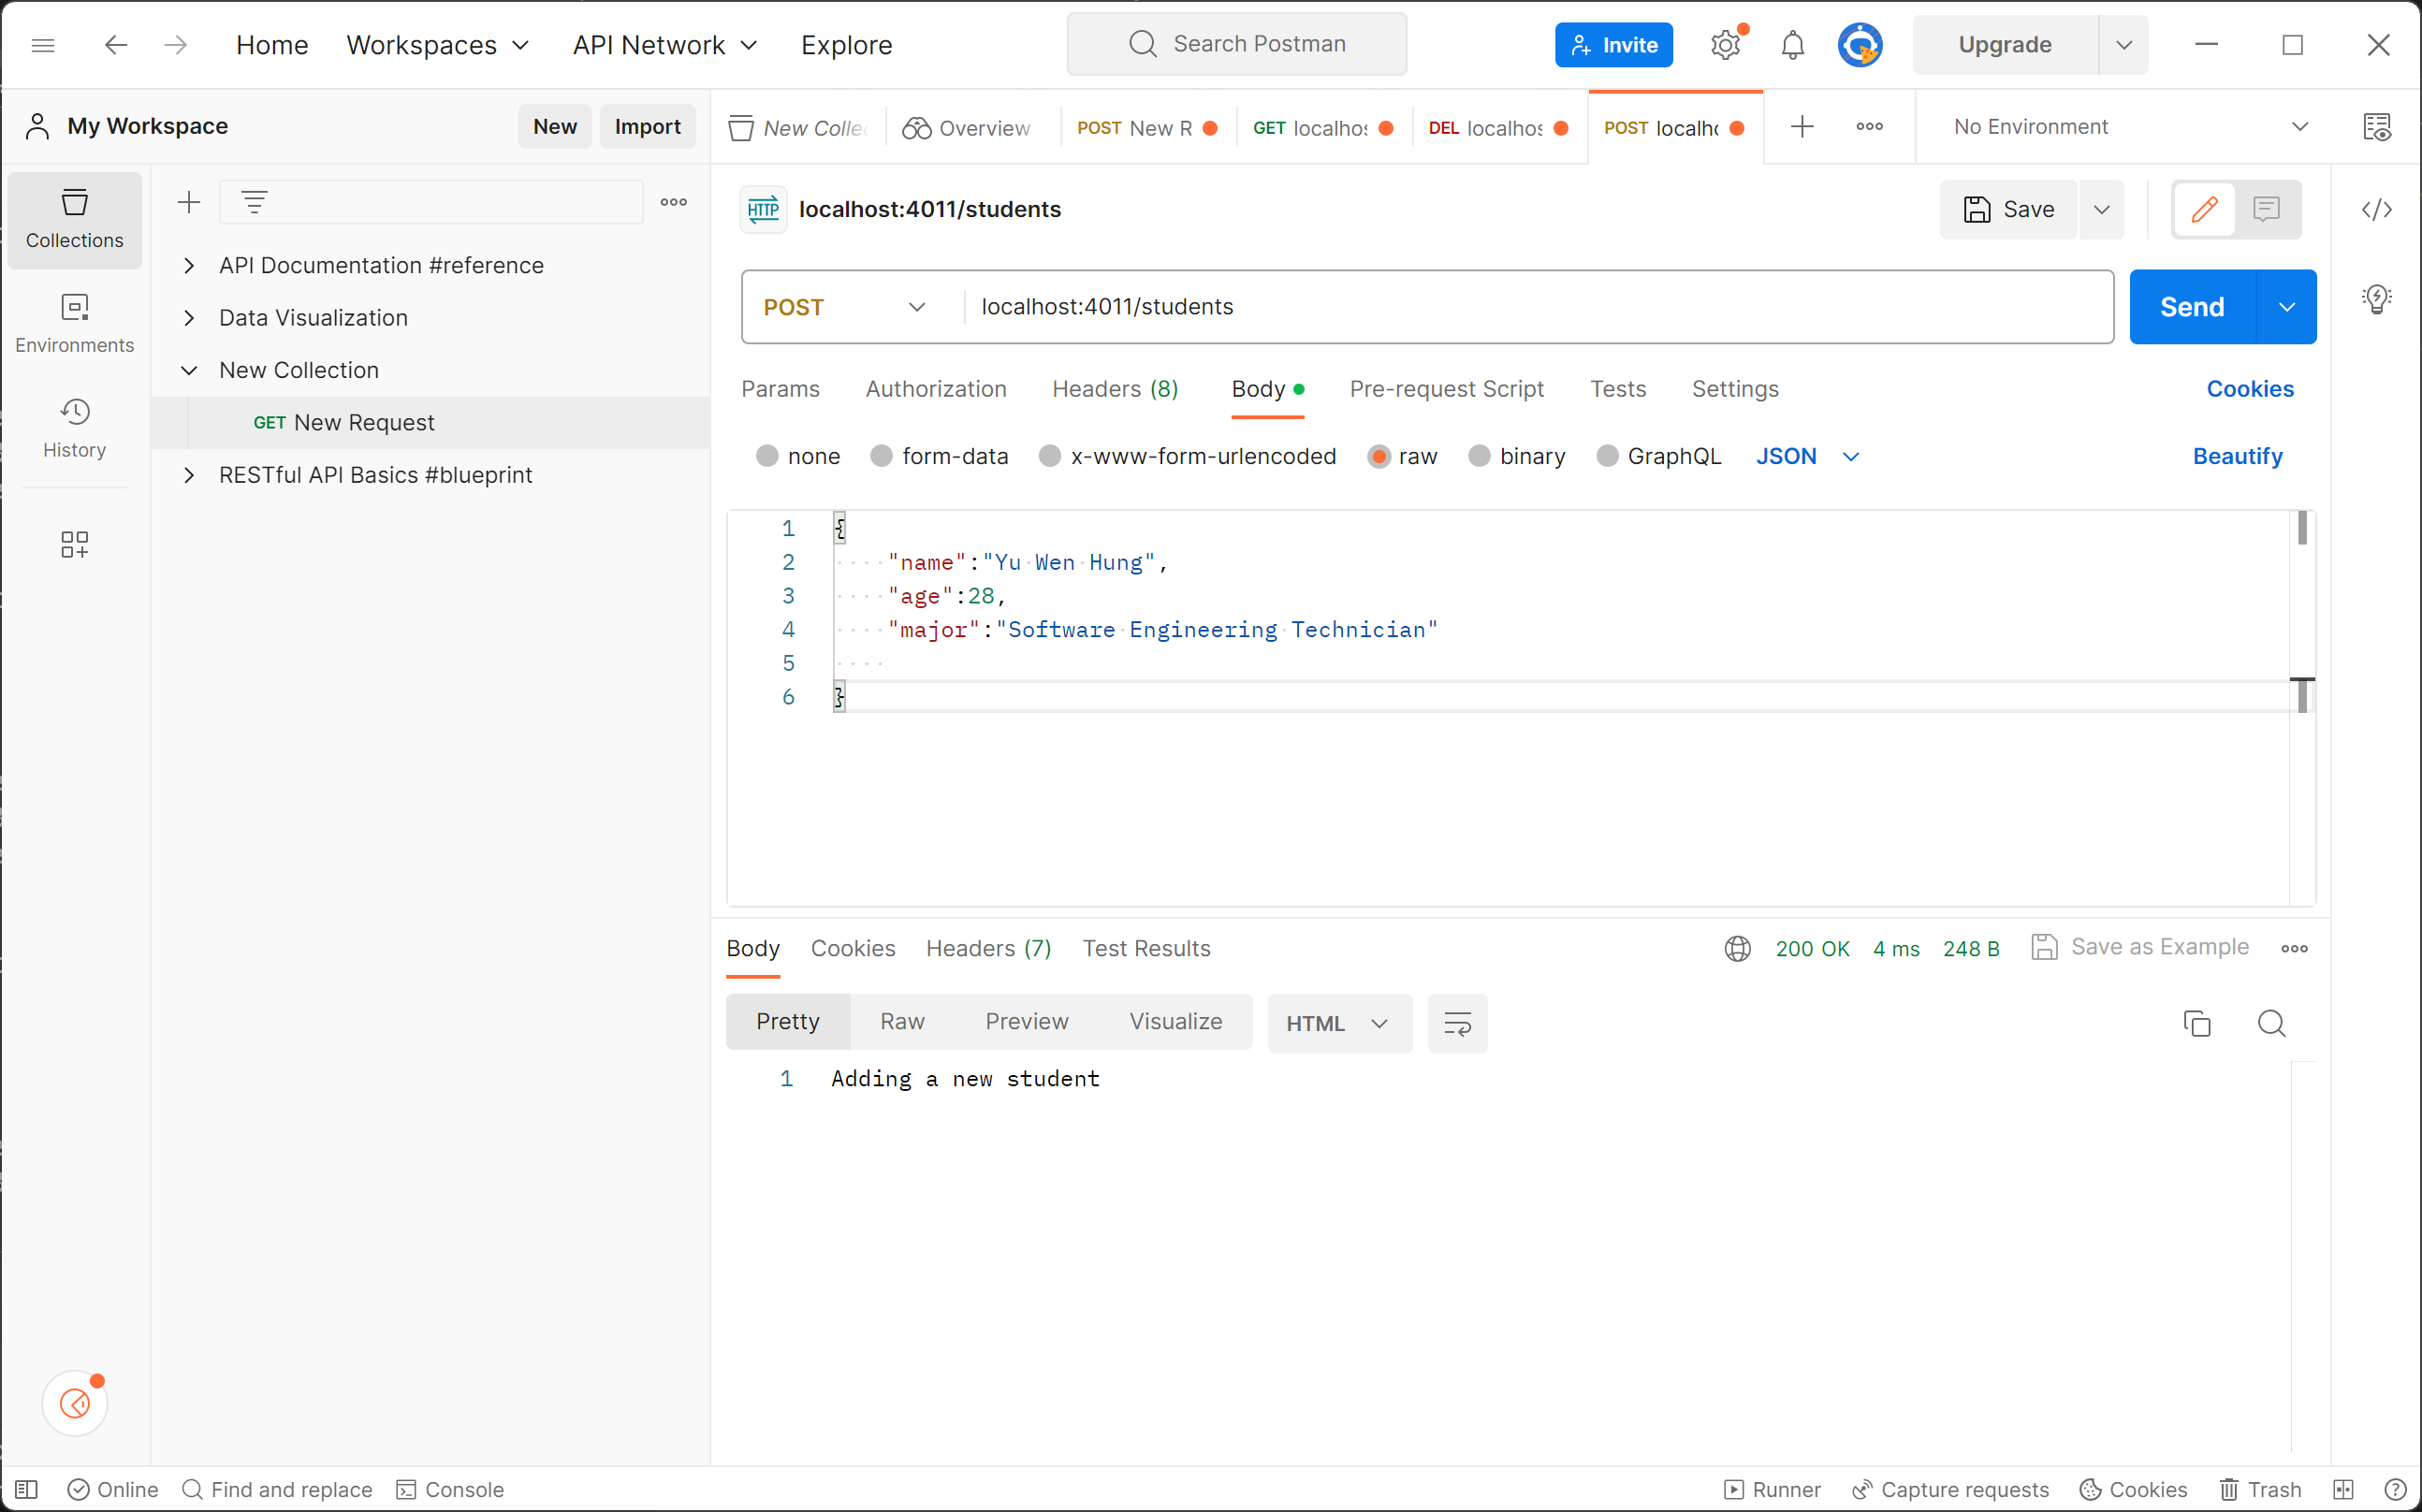 Home Workspaces API Network Explore Search Postman Invite Upgrade
My Workspace New Import
New Colle Overview POST New R GET localhos DEL localhos POST localho No Environment
Collections
Environments
History
API Documentation #reference
Data Visualization
New Collection
GET New Request
RESTful API Basics #blueprint
HTTP localhost:4011/students Save
POST localhost:4011/students Send
Params Authorization Headers (8) Body Pre-request Script Tests Settings Cookies
none form-data x-www-form-urlencoded raw binary GraphQL JSON Beautify
1 {
2 "name":"Yu Wen Hung",
3 "age":28,
4 "major":"Software Engineering Technician"
5
6 }
Body Cookies Headers (7) Test Results 200 OK 4 ms 248 B Save as Example
Pretty Raw Preview Visualize HTML
1 Adding a new student
Online Find and replace Console Runner Capture requests Cookies Trash